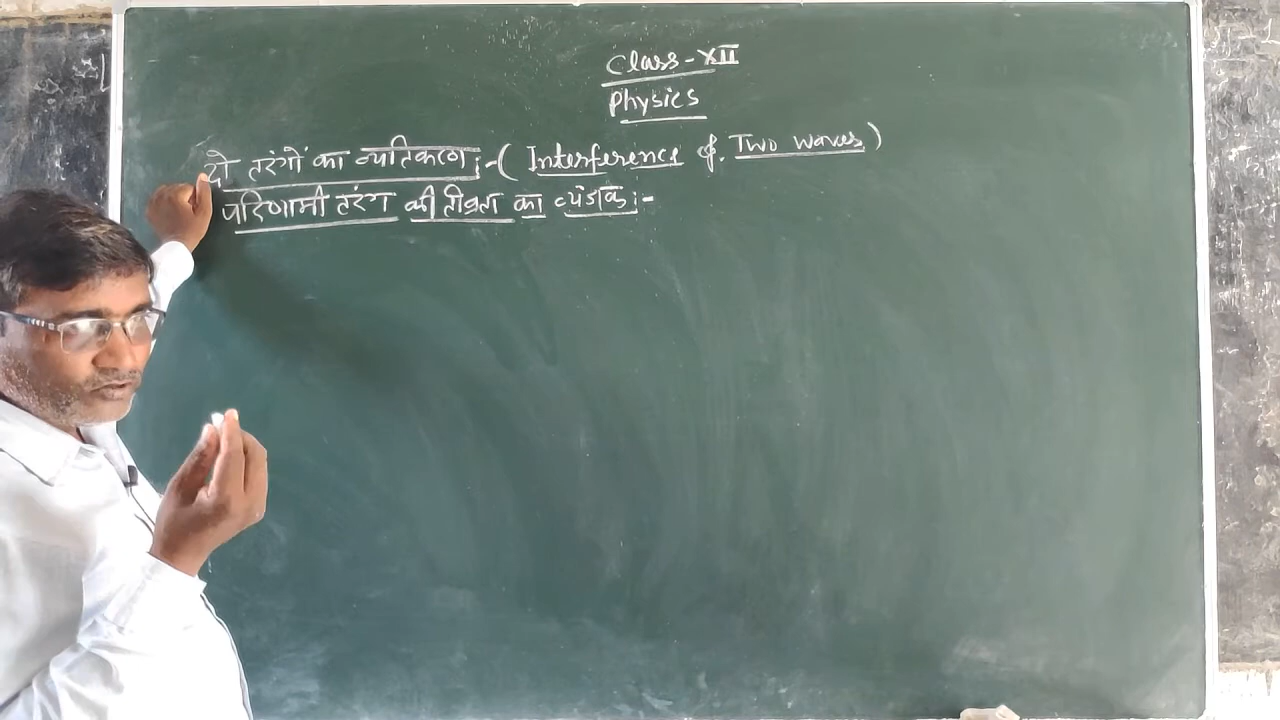 Class-XII
Physics
दो तरंगों का व्यतिकरण :- ( Interference of. Two waves )
परिणामी तरंग की तीव्रता का व्यंजक :-